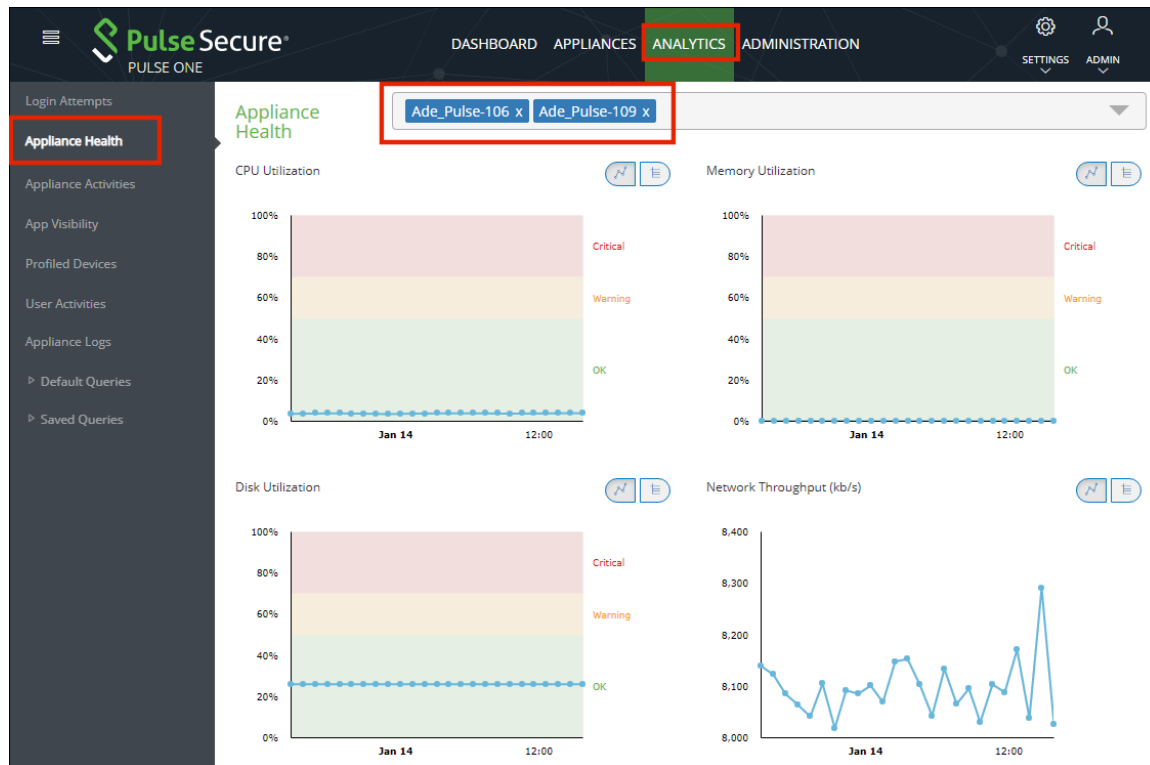 Pulse Secure®
PULSE ONE
DASHBOARD APPLIANCES ANALYTICS ADMINISTRATION
SETTINGS ADMIN
Login Attempts
Appliance Health
Appliance Activities
App Visibility
Profiled Devices
User Activities
Appliance Logs
Default Queries
Saved Queries
Appliance
Health
Ade_Pulse-106 x Ade_Pulse-109 x
CPU Utilization
100%
80%
60%
40%
20%
0%
Critical
Warning
OK
Jan 14 12:00
Memory Utilization
100%
80%
60%
40%
20%
0%
Critical
Warning
OK
Jan 14 12:00
Disk Utilization
100%
80%
60%
40%
20%
0%
Critical
Warning
OK
Jan 14 12:00
Network Throughput (kb/s)
8,400
8,300
8,200
8,100
8,000
Jan 14 12:00